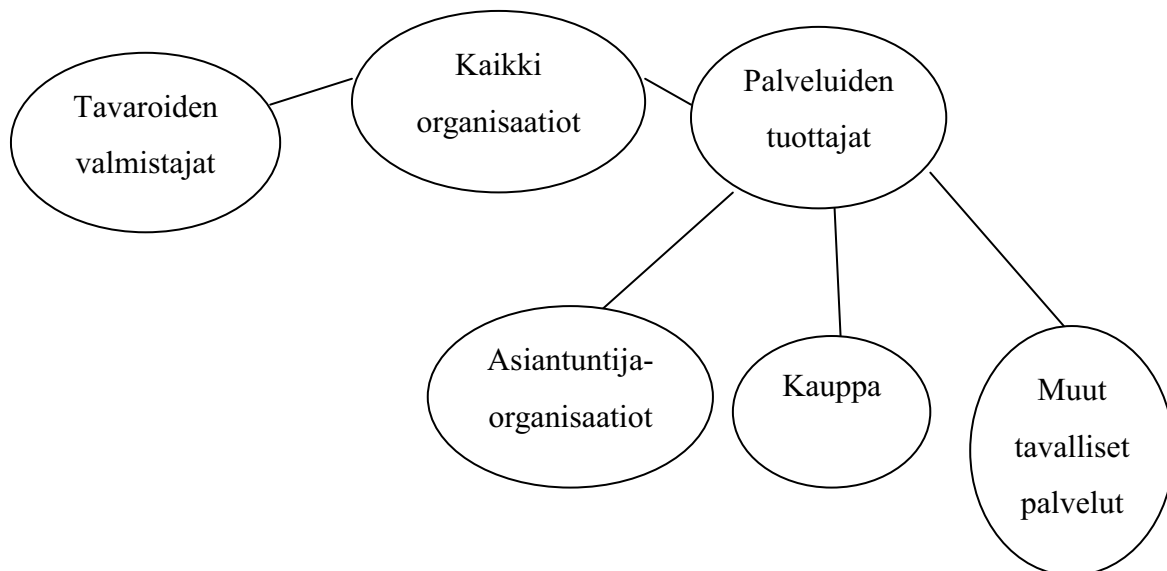 Tavaroiden
valmistajat
Kaikki
organisaatiot
Palveluiden
tuottajat
Asiantuntija-
organisaatiot
Kauppa
Muut
tavalliset
palvelut